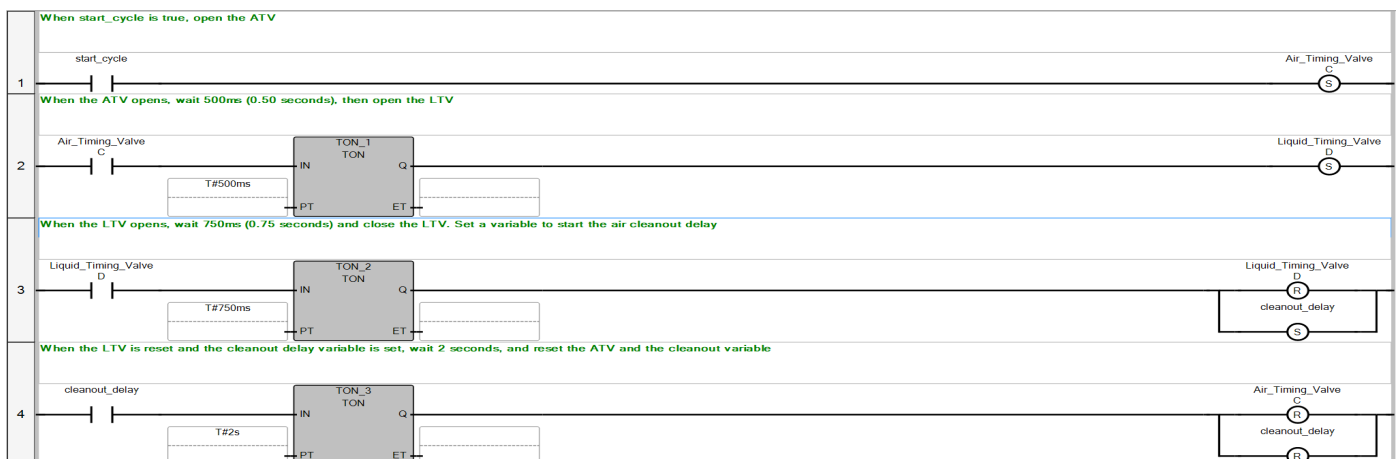 When start_cycle is true, open the ATV
start_cycle
Air_Timing_Valve
C
1
S
When the ATV opens, wait 500ms (0.50 seconds), then open the LTV
Air_Timing_Valve
C
TON_1
TON
Liquid_Timing_Valve
D
2
IN
Q
S
T#500ms
PT
ET
When the LTV opens, wait 750ms (0.75 seconds) and close the LTV. Set a variable to start the air cleanout delay
Liquid_Timing_Valve
D
TON_2
TON
Liquid_Timing_Valve
D
3
IN
Q
R
T#750ms
cleanout_delay
PT
ET
S
When the LTV is reset and the cleanout delay variable is set, wait 2 seconds, and reset the ATV and the cleanout variable
cleanout_delay
TON_3
TON
Air_Timing_Valve
C
4
IN
Q
R
T#2s
cleanout_delay
PT
ET
R